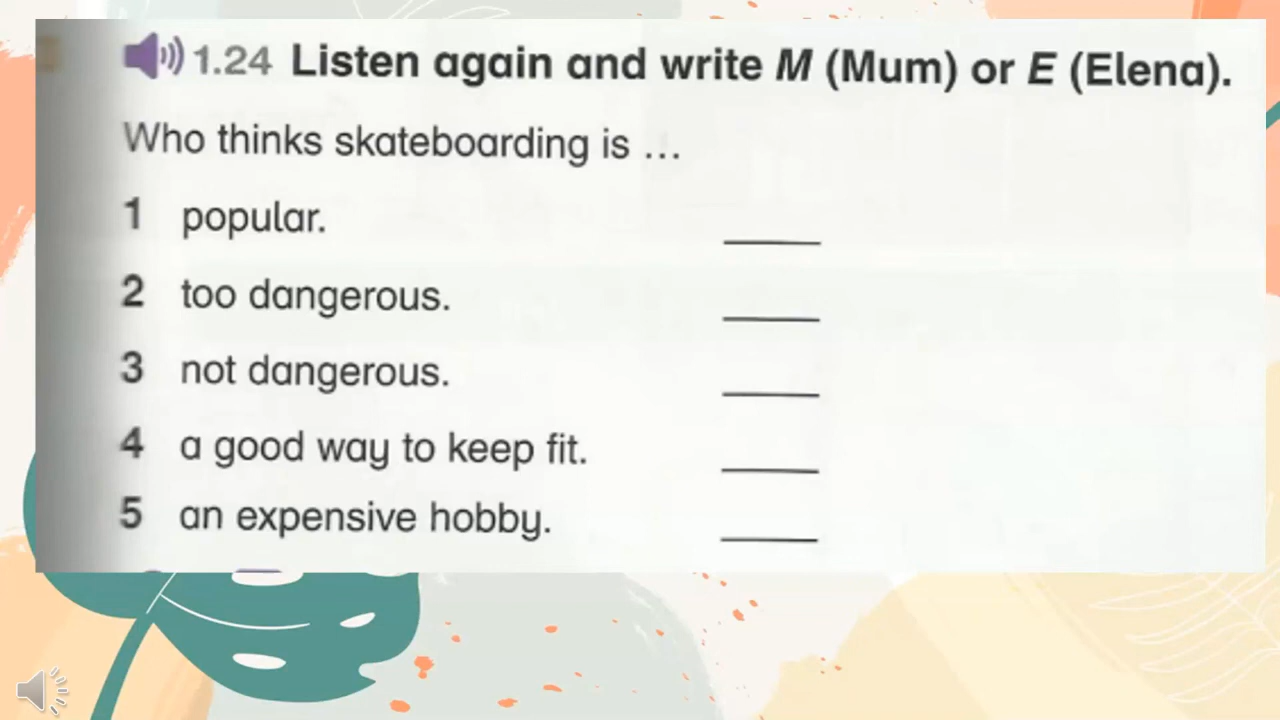 1.24 Listen again and write M (Mum) or E (Elena).
Who thinks skateboarding is ...
1 popular.
2 too dangerous.
3 not dangerous.
4 a good way to keep fit.
5 an expensive hobby.